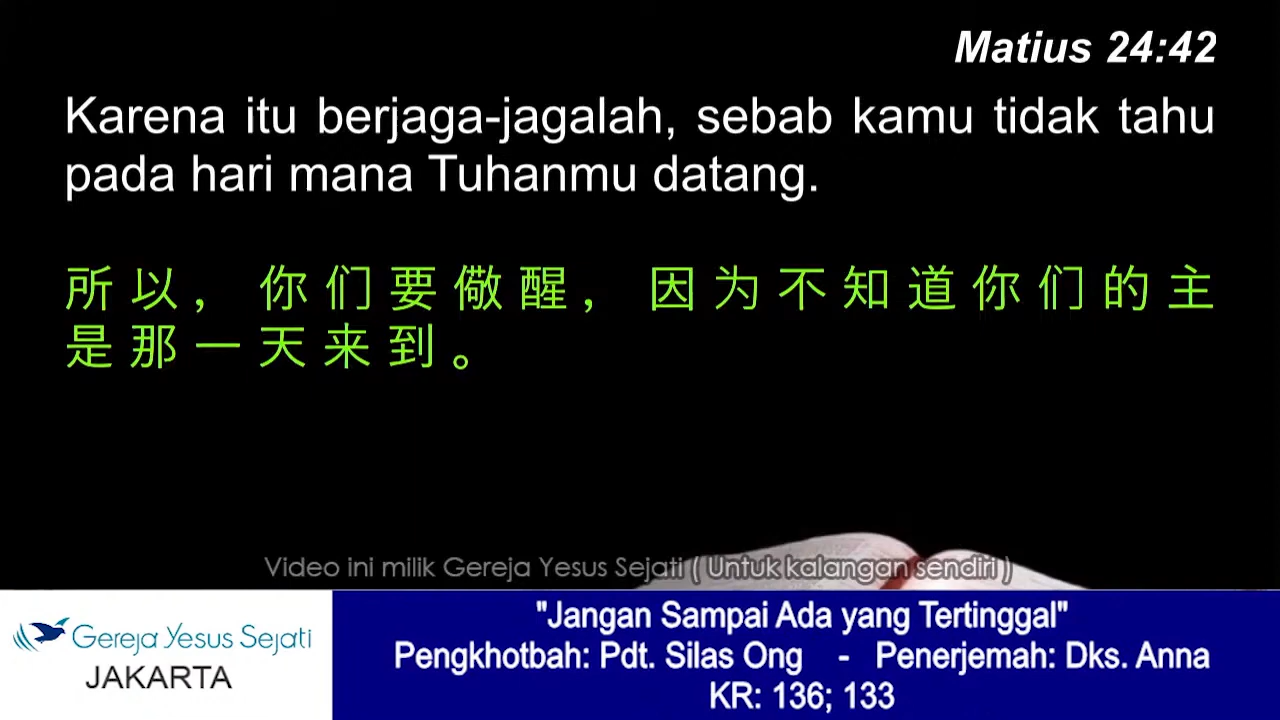 Matius 24:42
Karena itu berjaga-jagalah, sebab kamu tidak tahu
pada hari mana Tuhanmu datang.
所以，你们要儆醒，因为不知道你们的主
是那一天来到。
Video ini milik Gereja Yesus Sejati ( Untuk kalangan sendiri )
Gereja Yesus Sejati
JAKARTA
"Jangan Sampai Ada yang Tertinggal"
Pengkhotbah: Pdt. Silas Ong - Penerjemah: Dks. Anna
KR: 136; 133